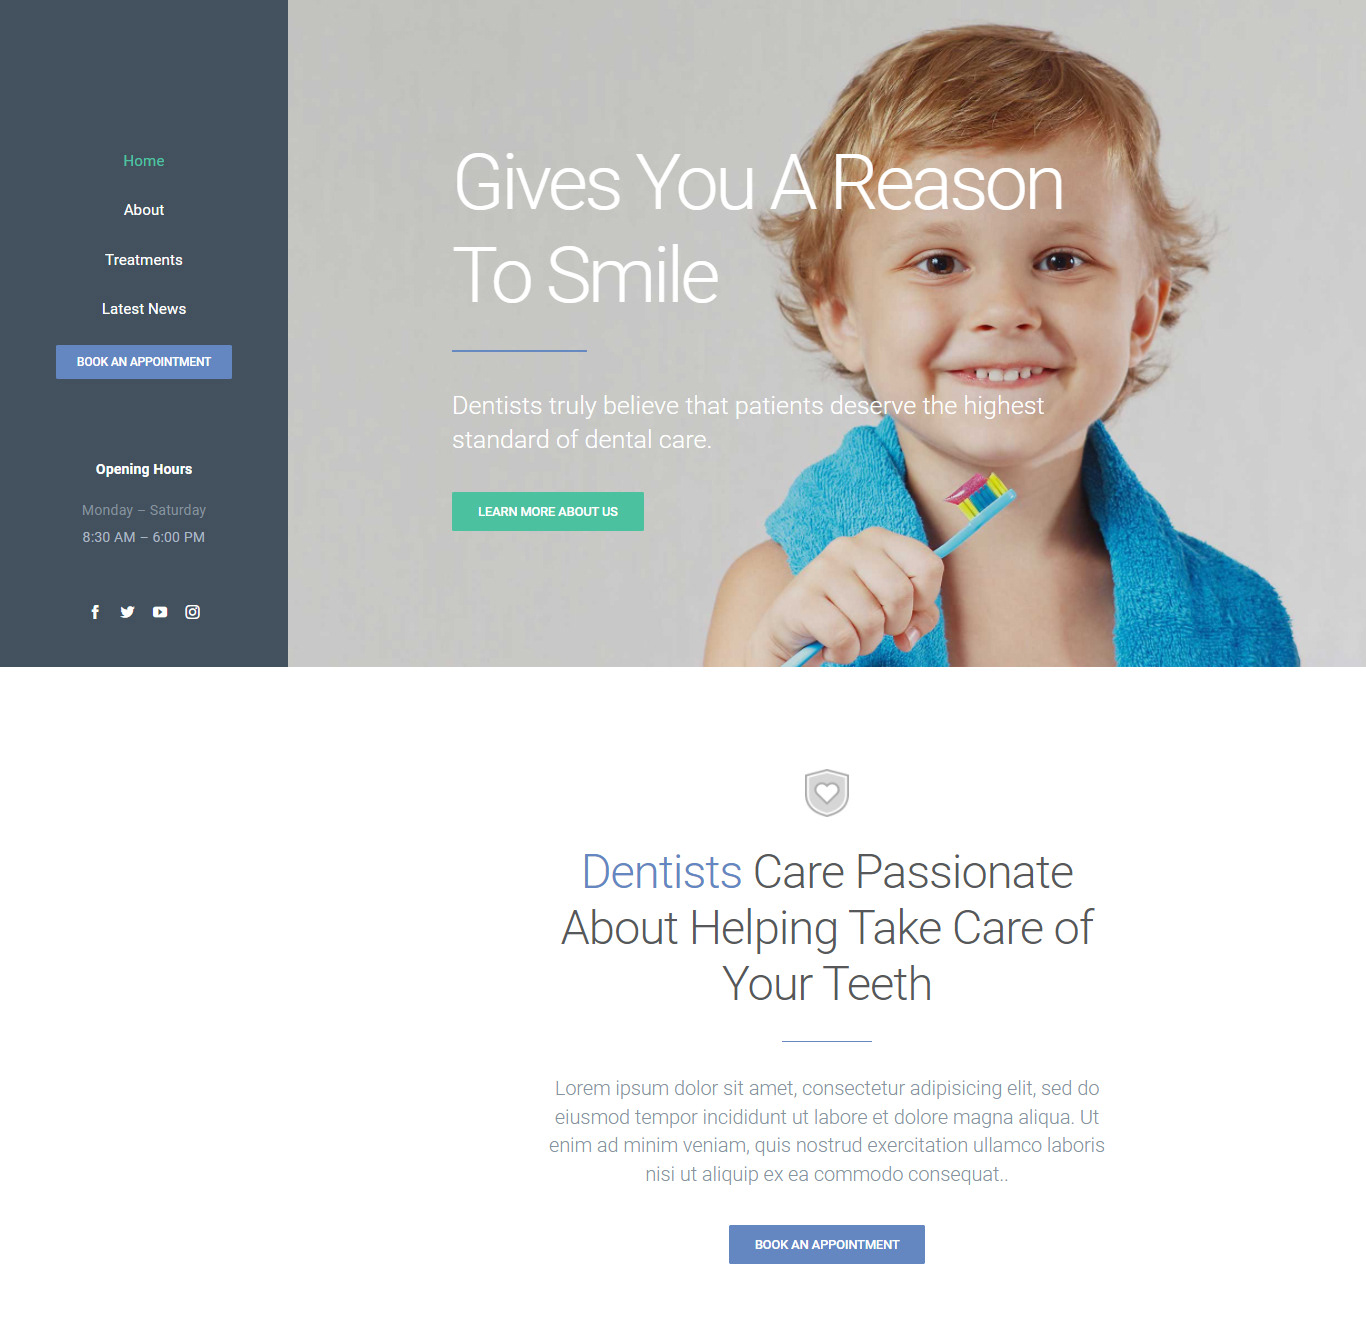 Home
About
Treatments
Latest News
BOOK AN APPOINTMENT
Opening Hours
Monday – Saturday
8:30 AM – 6:00 PM
Gives You A Reason
To Smile
Dentists truly believe that patients deserve the highest
standard of dental care.
LEARN MORE ABOUT US
Dentists Care Passionate
About Helping Take Care of
Your Teeth
Lorem ipsum dolor sit amet, consectetur adipisicing elit, sed do
eiusmod tempor incididunt ut labore et dolore magna aliqua. Ut
enim ad minim veniam, quis nostrud exercitation ullamco laboris
nisi ut aliquip ex ea commodo consequat..
BOOK AN APPOINTMENT